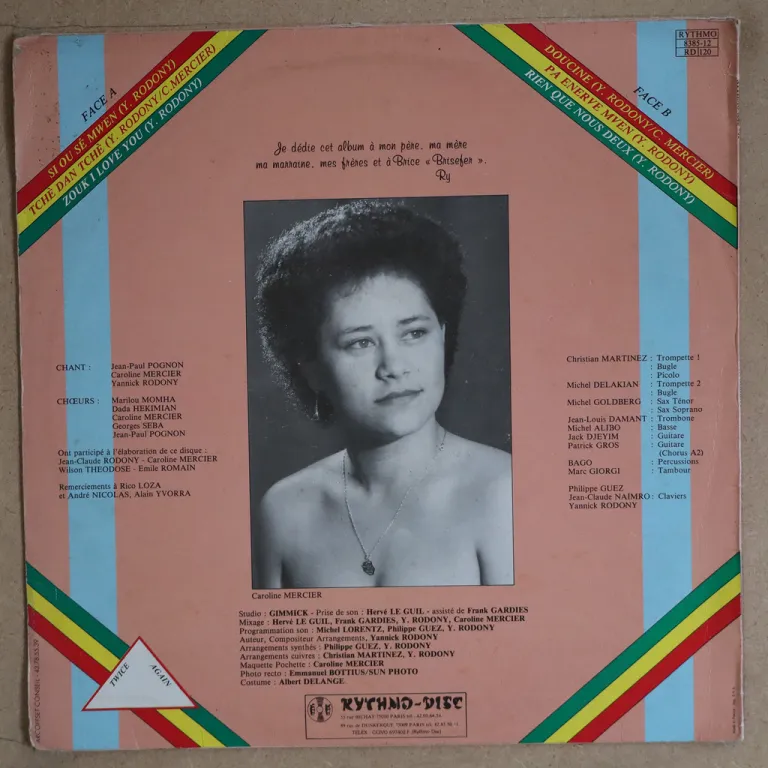 FACE A
SI OU SÈ MWEN (Y. RODONY)
TCHÈ DAN TCHÈ (Y. RODONY/C.MERCIER)
ZOUK I LOVE YOU (Y. RODONY)
RYTHMO
8385-12
RD 120
FACE B
DOUCINE (Y. RODONY/C. MERCIER)
PA ENERVE MWEN (Y. RODONY)
RIEN QUE NOUS DEUX (Y. RODONY)
Je dédie cet album à mon père, ma mère
ma marraine, mes frères et à Brice « Brisefer ».
Ry
CHANT : Jean-Paul POGNON
Caroline MERCIER
Yannick RODONY
CHŒURS : Marilou MOMHA
Dada HEKIMIAN
Caroline MERCIER
Georges SEBA
Jean-Paul POGNON
Ont participé à l'élaboration de ce disque :
Jean-Claude RODONY - Caroline MERCIER
Wilson THEODOSE - Emile ROMAIN
Remerciements à Rico LOZA
et André NICOLAS, Alain YVORRA
Christian MARTINEZ : Trompette 1
: Bugle
: Picolo
Michel DELAKIAN : Trompette 2
: Bugle
Michel GOLDBERG : Sax Ténor
: Sax Soprano
Jean-Louis DAMANT : Trombone
Michel ALIBO : Basse
Jack DJEYIM : Guitare
Patrick GROS : Guitare
(Chorus A2)
BAGO : Percussions
Marc GIORGI : Tambour
Philippe GUEZ
Jean-Claude NAÏMRO : Claviers
Yannick RODONY
Caroline MERCIER
Studio : GIMMICK - Prise de son : Hervé LE GUIL - assisté de Frank GARDIES
Mixage : Hervé LE GUIL, Frank GARDIES, Y. RODONY, Caroline MERCIER
Programmation son : Michel LORENTZ, Philippe GUEZ, Y. RODONY
Auteur, Compositeur Arrangements, Yannick RODONY
Arrangements synthés : Philippe GUEZ, Y. RODONY
Arrangements cuivres : Christian MARTINEZ, Y. RODONY
Maquette Pochette : Caroline MERCIER
Photo recto : Emmanuel BOTTIUS/SUN PHOTO
Costume : Albert DELANGE
TWICE
AGAIN
RYTHMO-DISC
PARIS
PARIS